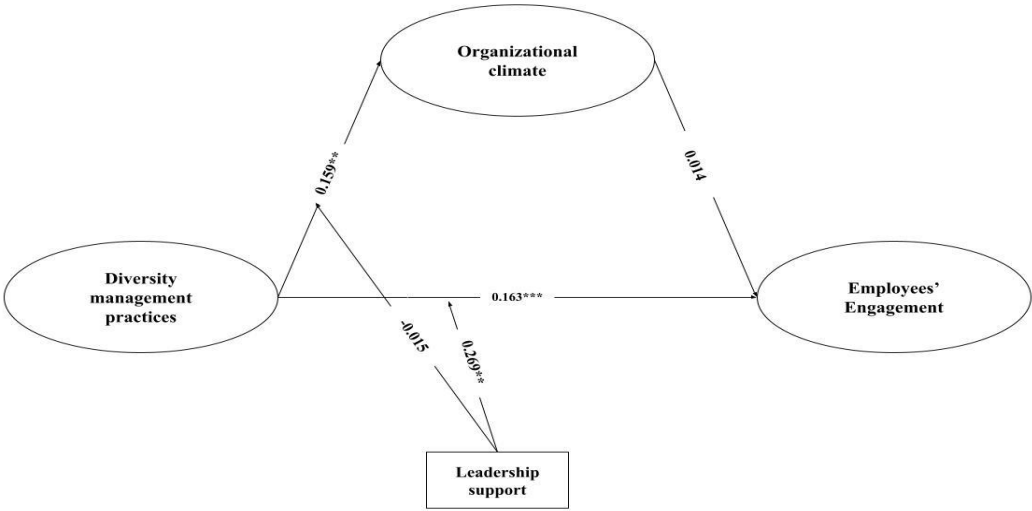 Organizational
climate
0.159**
0.014
Diversity
management
practices
0.163***
Employees’
Engagement
-0.015
0.269**
Leadership
support